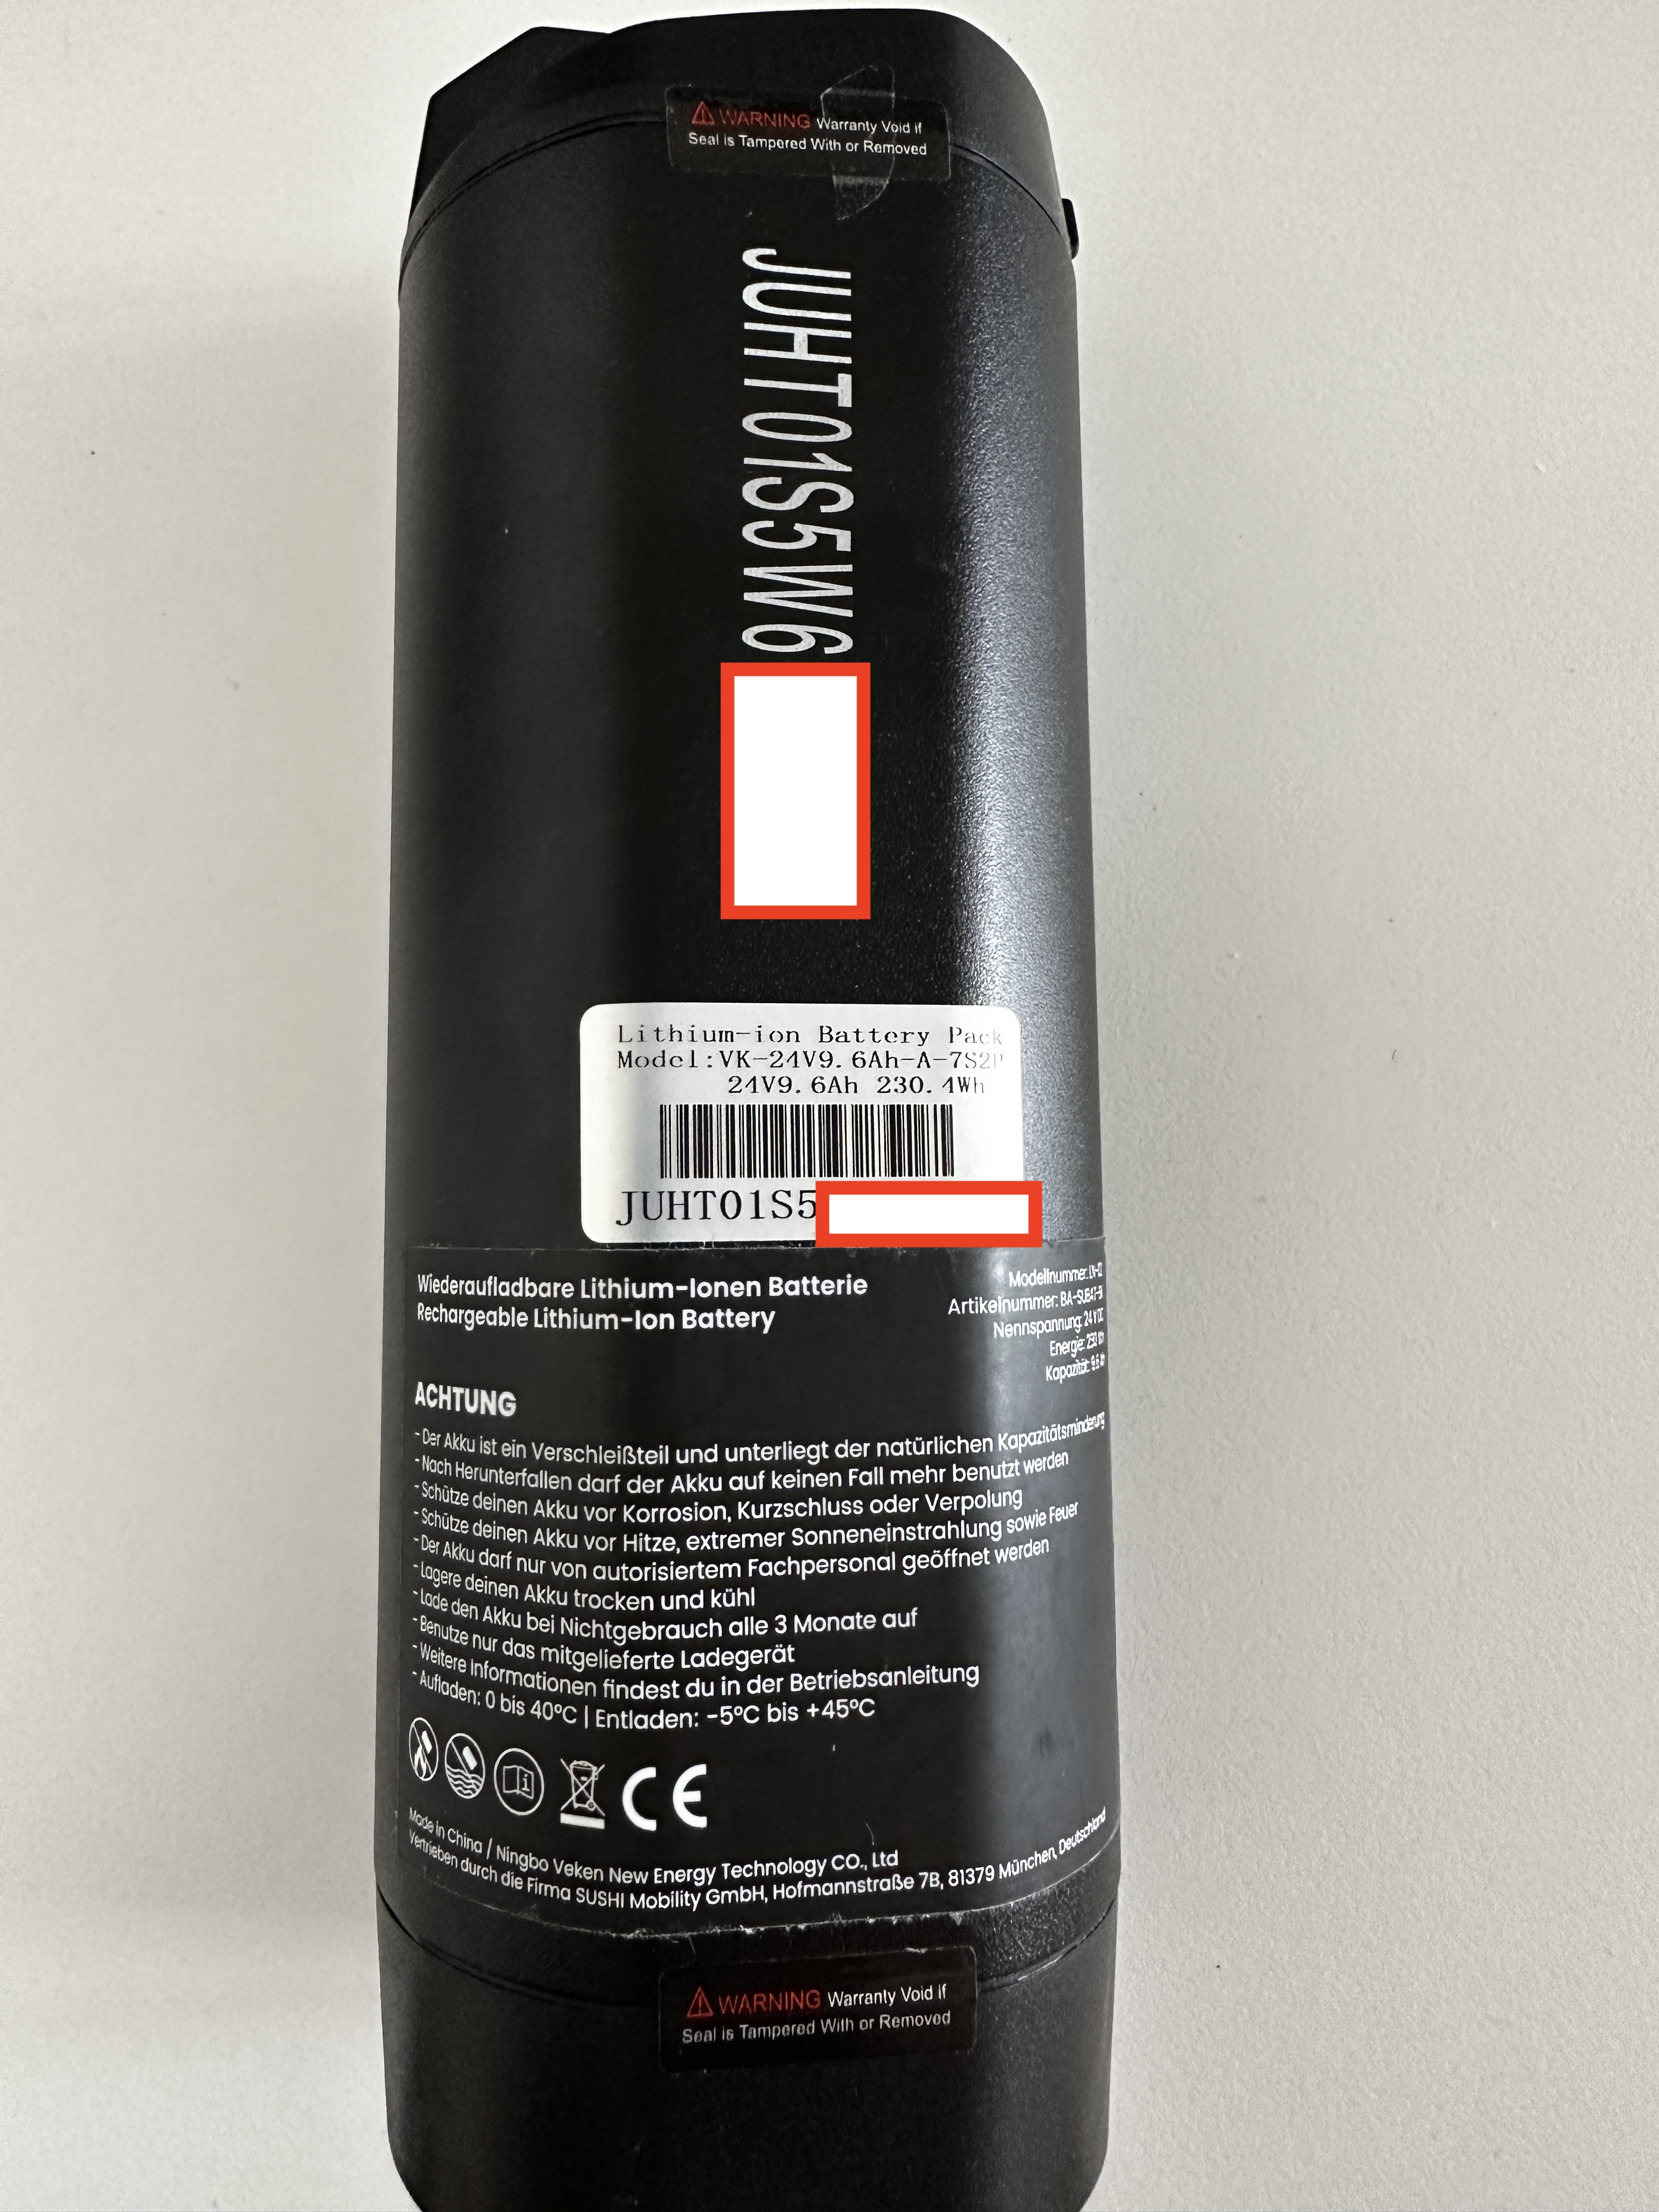 WARNING Warranty Void if
Seal is Tampered With or Removed
JUHT01S5W6
Lithium-ion Battery Pack
Model:VK-24V9.6Ah-A-7S2P
24V9.6Ah 230.4Wh
JUHT01S5
Wiederaufladbare Lithium-Ionen Batterie
Rechargeable Lithium-Ion Battery
Modellnummer:
Artikelnummer:
Nennspannung: 24 V DC
Energie:
Kapazität: 9.6 Ah
ACHTUNG
- Der Akku ist ein Verschleißteil und unterliegt der natürlichen Kapazitätsminderung
- Nach Herunterfallen darf der Akku auf keinen Fall mehr benutzt werden
- Schütze deinen Akku vor Korrosion, Kurzschluss oder Verpolung
- Schütze deinen Akku vor Hitze, extremer Sonneneinstrahlung sowie Feuer
- Der Akku darf nur von autorisiertem Fachpersonal geöffnet werden
- Lagere deinen Akku trocken und kühl
- Lade den Akku bei Nichtgebrauch alle 3 Monate auf
- Benutze nur das mitgelieferte Ladegerät
- Weitere Informationen findest du in der Betriebsanleitung
- Aufladen: 0 bis 40°C | Entladen: -5°C bis +45°C
CE
Made in China / Ningbo Veken New Energy Technology CO., Ltd
Vertrieben durch die Firma SUSHI Mobility GmbH, Hofmannstraße 7B, 81379 München, Deutschland
WARNING Warranty Void if
Seal is Tampered With or Removed